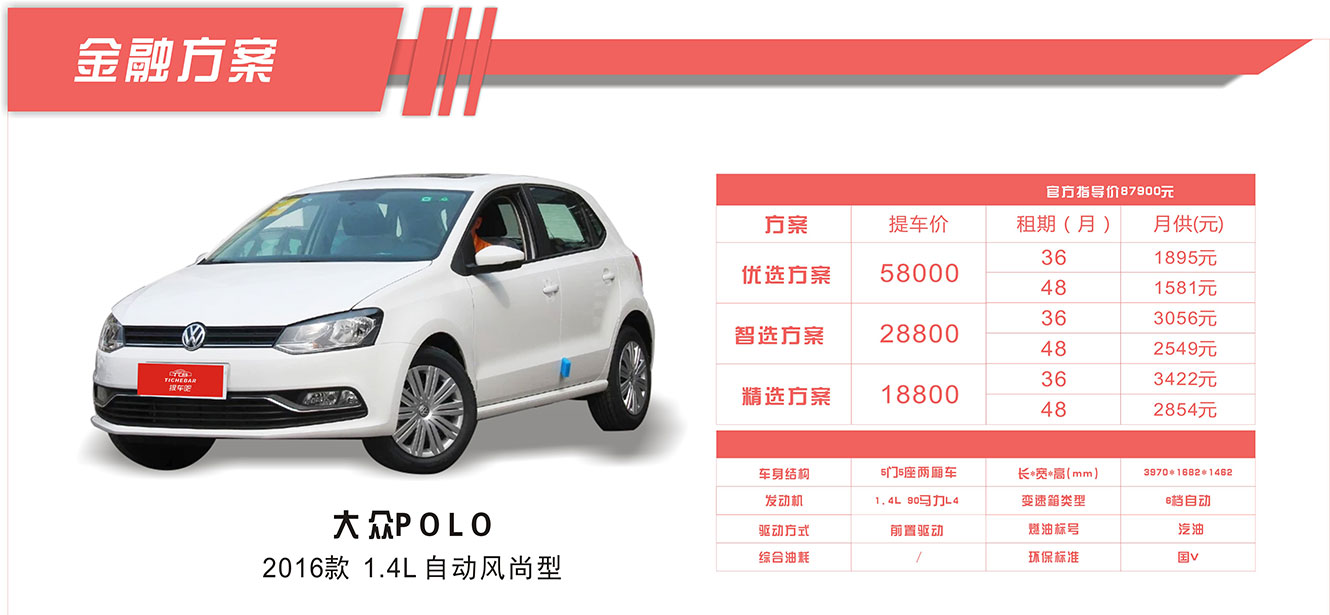 金融方案
官方指导价87900元
方案 提车价 租期（月） 月供(元)
优选方案 58000 36 1895元
48 1581元
智选方案 28800 36 3056元
48 2549元
精选方案 18800 36 3422元
48 2854元
车身结构 5门5座两厢车 长*宽*高(mm) 3970*1682*1462
发动机 1.4L 90马力L4 变速箱类型 6档自动
驱动方式 前置驱动 燃油标号 汽油
综合油耗 / 环保标准 国V
TICHEBAR
提车吧
大众POLO
2016款 1.4L 自动风尚型